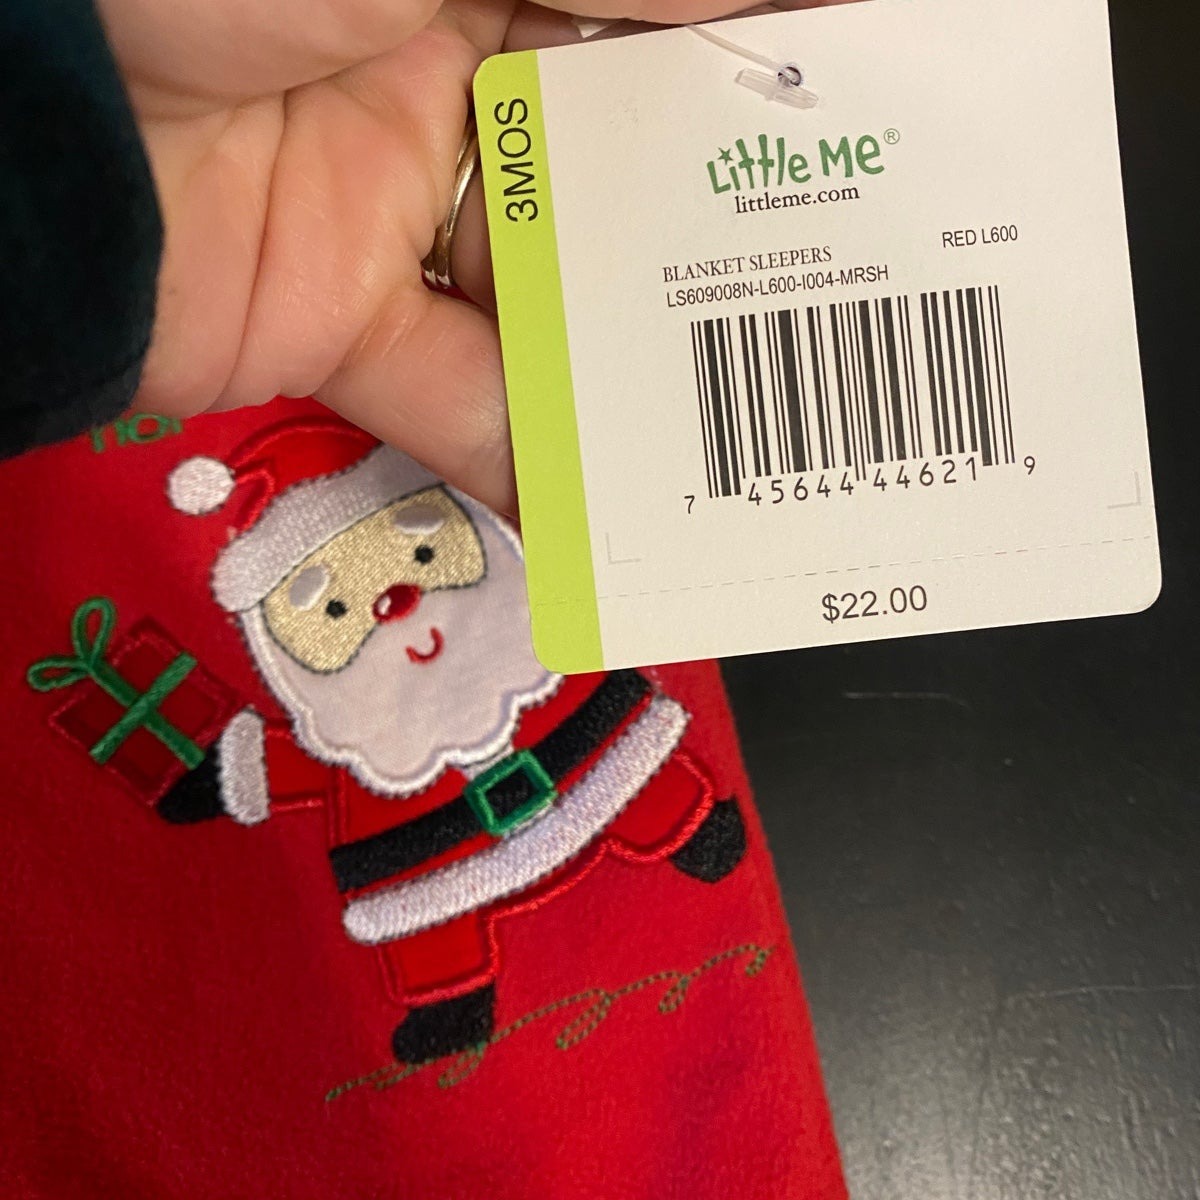 3MOS
Little Me®
littleme.com
BLANKET SLEEPERS
RED L600
LS609008N-L600-I004-MRSH
7 45644 44621 9
$22.00